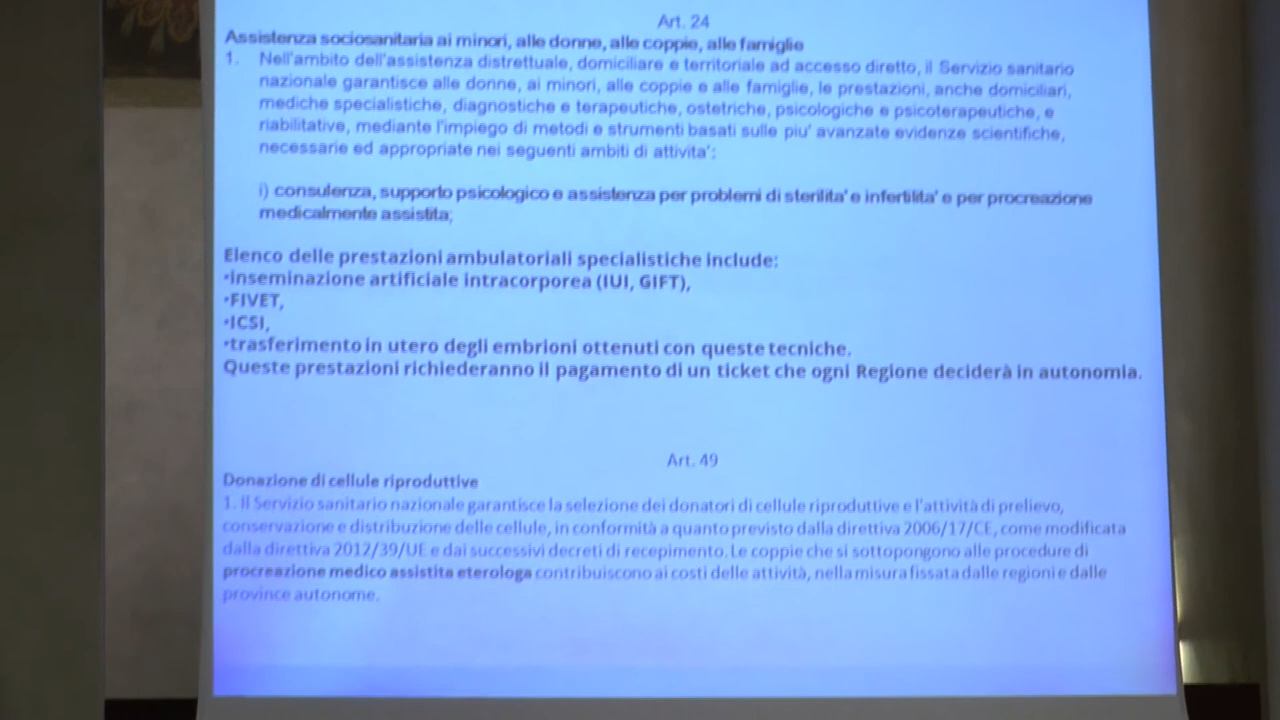 Art. 24
Assistenza sociosanitaria ai minori, alle donne, alle coppie, alle famiglie
1. Nell'ambito dell'assistenza distrettuale, domiciliare e territoriale ad accesso diretto, il Servizio sanitario
nazionale garantisce alle donne, ai minori, alle coppie e alle famiglie, le prestazioni, anche domiciliari,
mediche specialistiche, diagnostiche e terapeutiche, ostetriche, psicologiche e psicoterapeutiche, e
riabilitative, mediante l'impiego di metodi e strumenti basati sulle piu' avanzate evidenze scientifiche,
necessarie ed appropriate nei seguenti ambiti di attivita':
i) consulenza, supporto psicologico e assistenza per problemi di sterilita' e infertilita' e per procreazione
medicalmente assistita;
Elenco delle prestazioni ambulatoriali specialistiche include:
•inseminazione artificiale intracorporea (IUI, GIFT),
•FIVET,
•ICSI,
•trasferimento in utero degli embrioni ottenuti con queste tecniche.
Queste prestazioni richiederanno il pagamento di un ticket che ogni Regione deciderà in autonomia.
Art. 49
Donazione di cellule riproduttive
1. Il Servizio sanitario nazionale garantisce la selezione dei donatori di cellule riproduttive e l'attività di prelievo,
conservazione e distribuzione delle cellule, in conformità a quanto previsto dalla direttiva 2006/17/CE, come modificata
dalla direttiva 2012/39/UE e dai successivi decreti di recepimento. Le coppie che si sottopongono alle procedure di
procreazione medico assistita eterologa contribuiscono ai costi delle attività, nella misura fissata dalle regioni e dalle
province autonome.